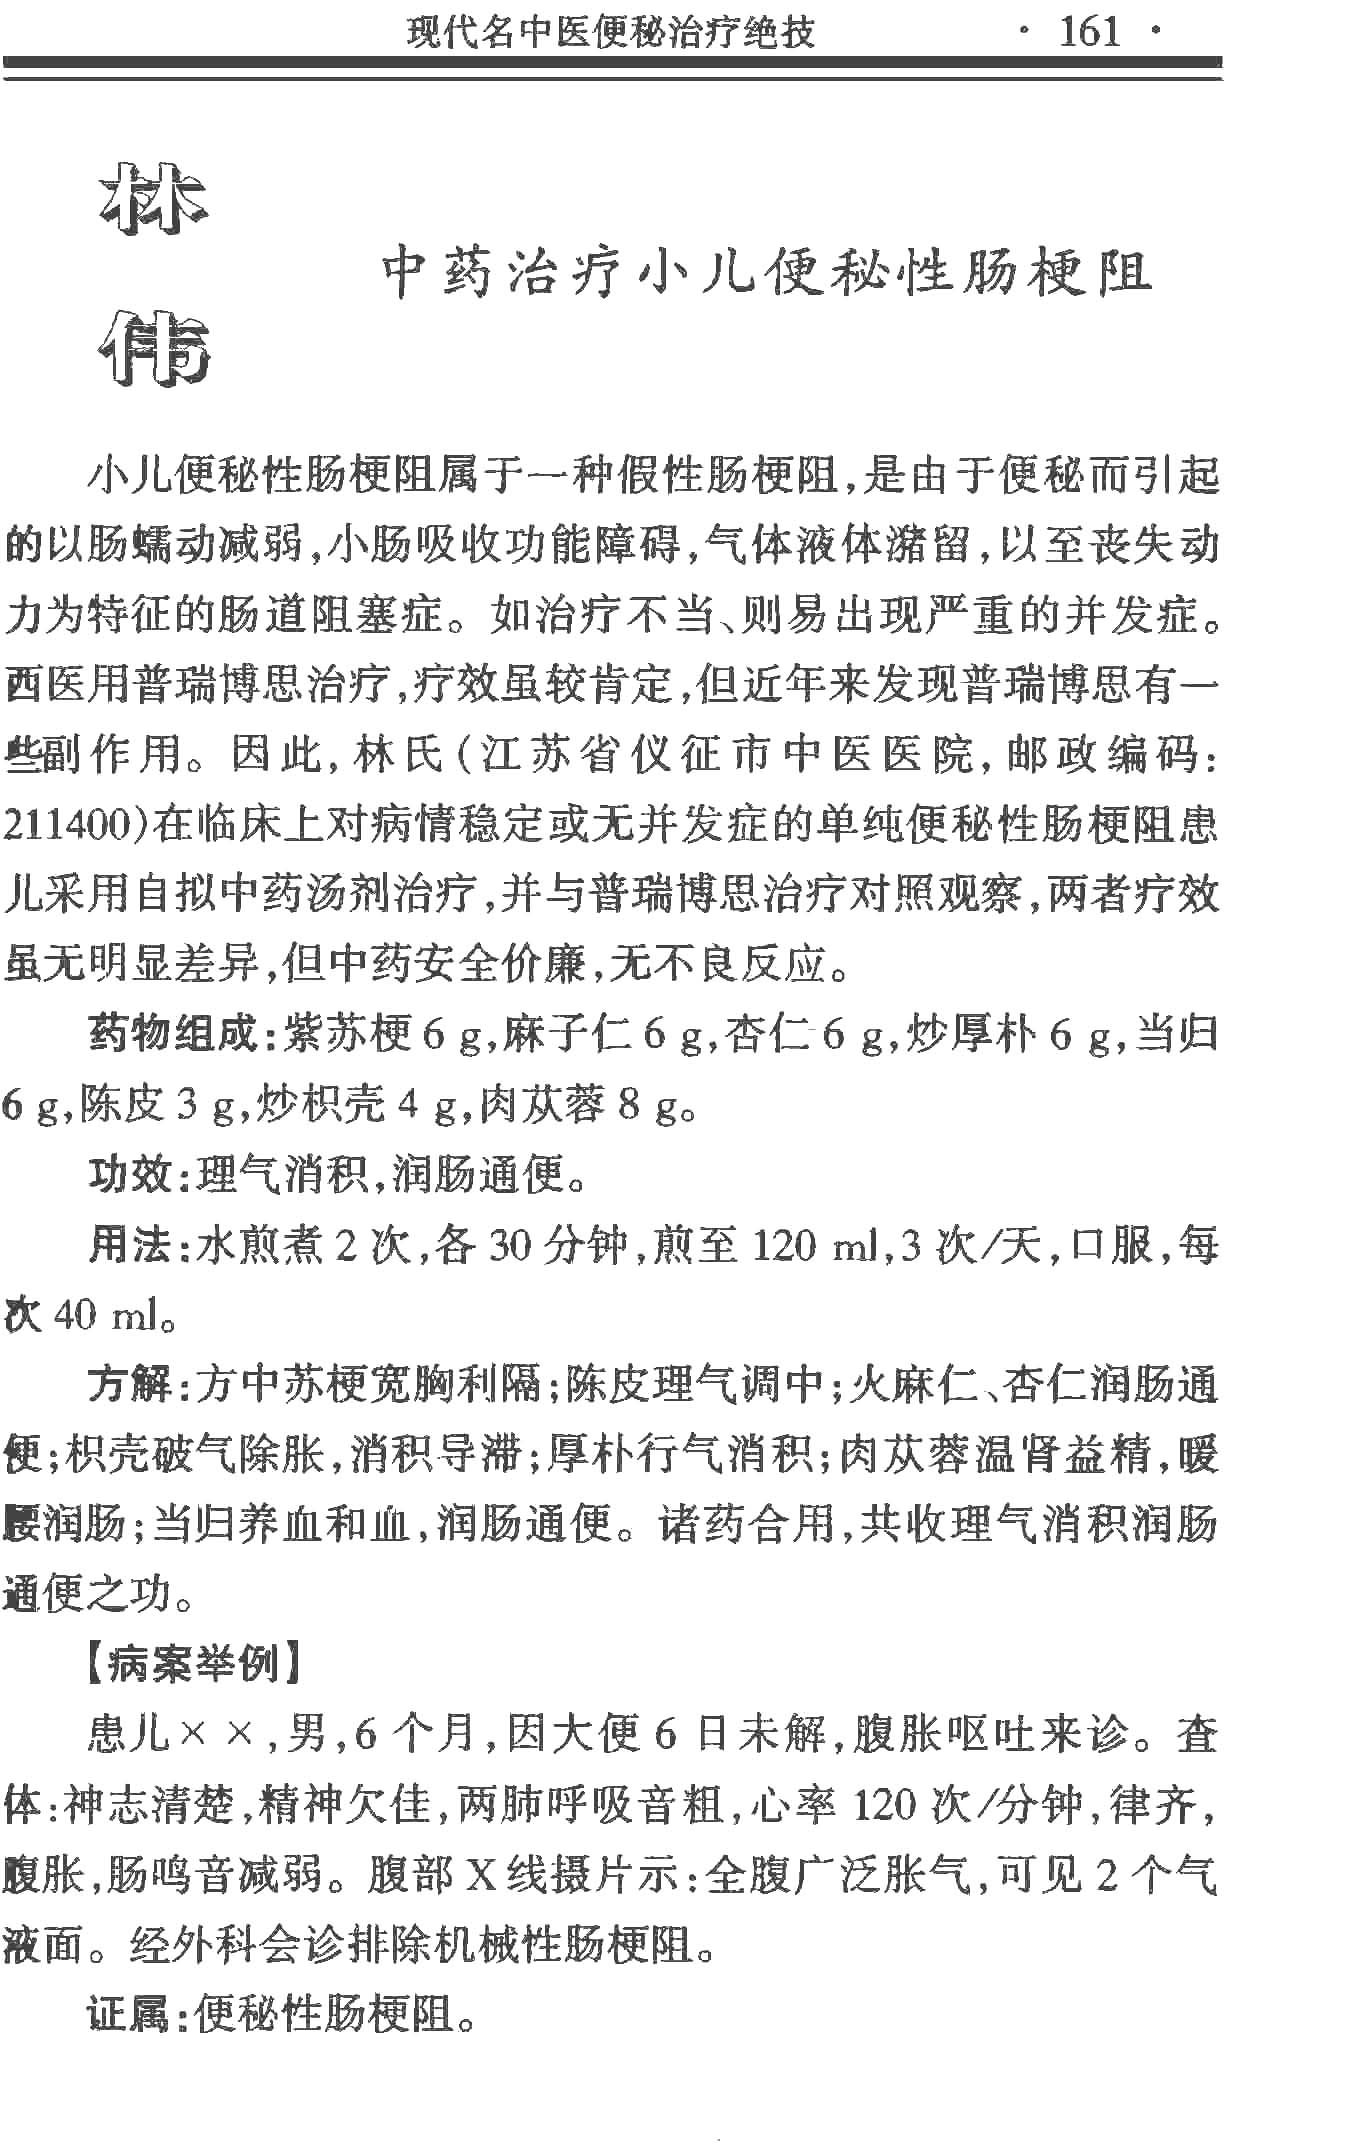 现代名中医便秘治疗绝技 · 161 ·
林
伟
中药治疗小儿便秘性肠梗阻
小儿便秘性肠梗阻属于一种假性肠梗阻,是由于便秘而引起
的以肠蠕动减弱,小肠吸收功能障碍,气体液体潴留,以至丧失动
力为特征的肠道阻塞症。如治疗不当、则易出现严重的并发症。
西医用普瑞博思治疗,疗效虽较肯定,但近年来发现普瑞博思有一
些副作用。因此,林氏(江苏省仪征市中医医院,邮政编码:
211400)在临床上对病情稳定或无并发症的单纯便秘性肠梗阻患
儿采用自拟中药汤剂治疗,并与普瑞博思治疗对照观察,两者疗效
虽无明显差异,但中药安全价廉,无不良反应。
药物组成:紫苏梗 6 g,麻子仁 6 g,杏仁 6 g,炒厚朴 6 g,当归
6 g,陈皮 3 g,炒枳壳 4 g,肉苁蓉 8 g。
功效:理气消积,润肠通便。
用法:水煎煮 2 次,各 30 分钟,煎至 120 ml,3 次/天,口服,每
次 40 ml。
方解:方中苏梗宽胸利隔;陈皮理气调中;火麻仁、杏仁润肠通
便;枳壳破气除胀,消积导滞;厚朴行气消积;肉苁蓉温肾益精,暖
腰润肠;当归养血和血,润肠通便。诸药合用,共收理气消积润肠
通便之功。
【病案举例】
患儿××,男,6 个月,因大便 6 日未解,腹胀呕吐来诊。查
体:神志清楚,精神欠佳,两肺呼吸音粗,心率 120 次/分钟,律齐,
腹胀,肠鸣音减弱。腹部 X 线摄片示:全腹广泛胀气,可见 2 个气
液面。经外科会诊排除机械性肠梗阻。
证属:便秘性肠梗阻。